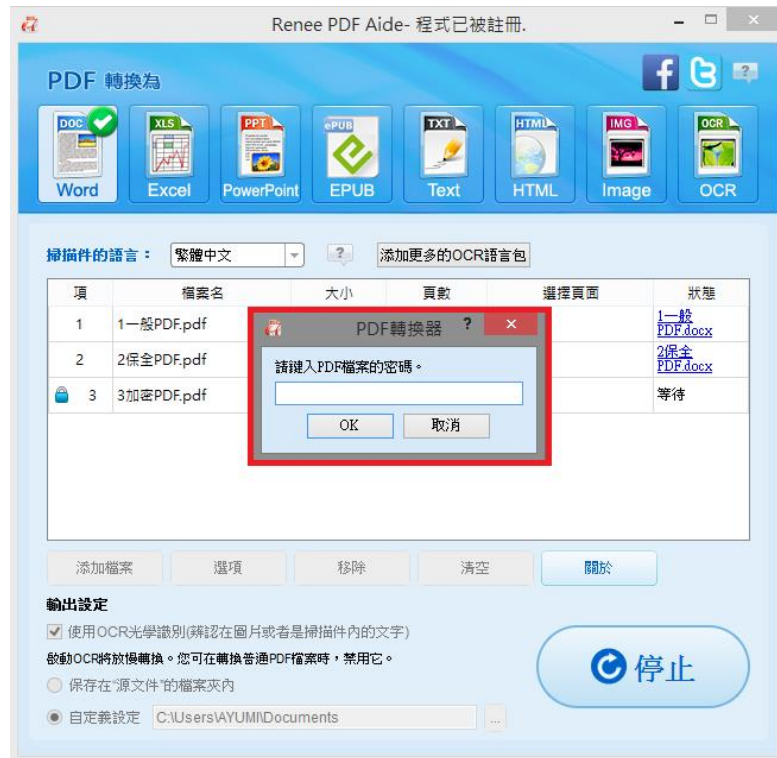 Renee PDF Aide- 程式已被註冊.
PDF 轉換為
DOC XLS PPT ePUB TXT HTML IMG OCR
Word Excel PowerPoint EPUB Text HTML Image OCR
掃描件的語言： 繁體中文 ? 添加更多的OCR語言包
項 檔案名 大小 頁數 選擇頁面 狀態
1 1一般PDF.pdf 1一般PDF.docx
2 2保全PDF.pdf 2保全PDF.docx
3 3加密PDF.pdf 等待
PDF轉換器 ? ×
請鍵入PDF檔案的密碼。
OK 取消
添加檔案 選項 移除 清空 關於
輸出設定
使用OCR光學識別(辨認在圖片或者是掃描件內的文字)
啟動OCR將放慢轉換。您可在轉換普通PDF檔案時，禁用它。
保存在"源文件"的檔案夾內
自定義設定 C:\Users\AYUMI\Documents ...
停止